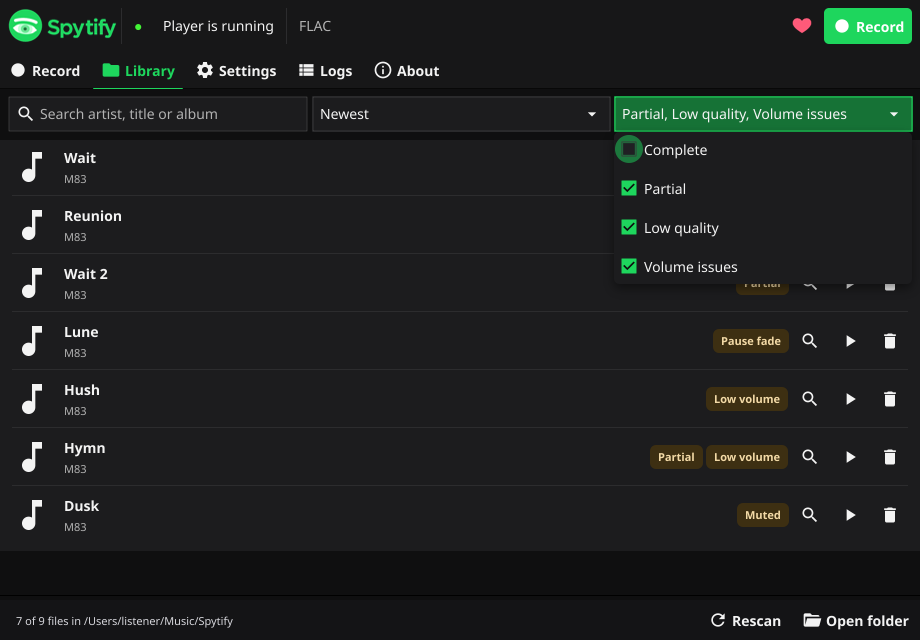 Spytify
Player is running
FLAC
Record
Record
Library
Settings
Logs
About
Search artist, title or album
Newest
Partial, Low quality, Volume issues
Complete
Partial
Low quality
Volume issues
Wait
M83
Reunion
M83
Wait 2
M83
Partial
Lune
M83
Pause fade
Hush
M83
Low volume
Hymn
M83
Partial
Low volume
Dusk
M83
Muted
7 of 9 files in /Users/listener/Music/Spytify
Rescan
Open folder